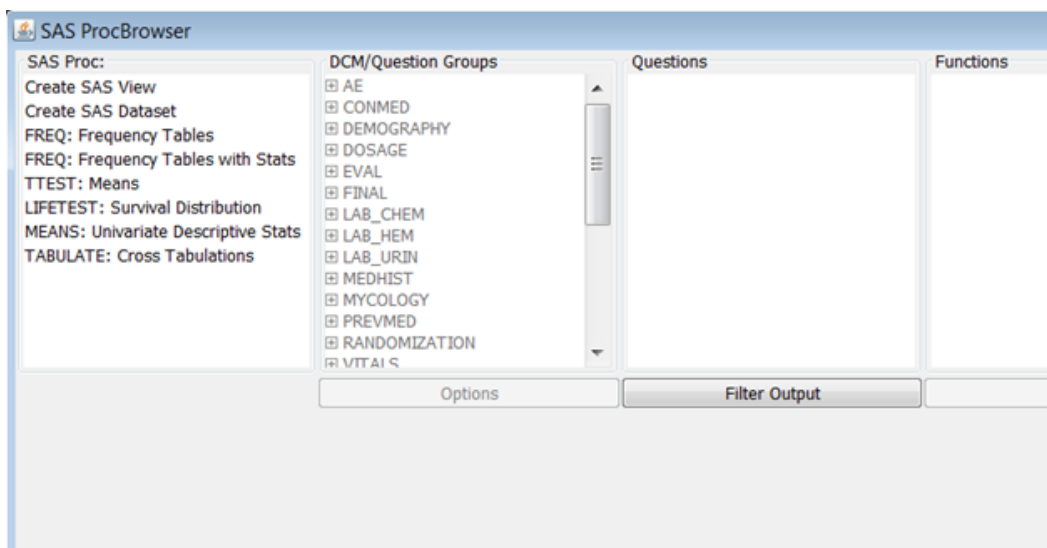 SAS ProcBrowser
SAS Proc:
Create SAS View
Create SAS Dataset
FREQ: Frequency Tables
FREQ: Frequency Tables with Stats
TTEST: Means
LIFETEST: Survival Distribution
MEANS: Univariate Descriptive Stats
TABULATE: Cross Tabulations
DCM/Question Groups
AE
CONMED
DEMOGRAPHY
DOSAGE
EVAL
FINAL
LAB_CHEM
LAB_HEM
LAB_URIN
MEDHIST
MYCOLOGY
PREVMED
RANDOMIZATION
VITALS
Options
Questions
Filter Output
Functions